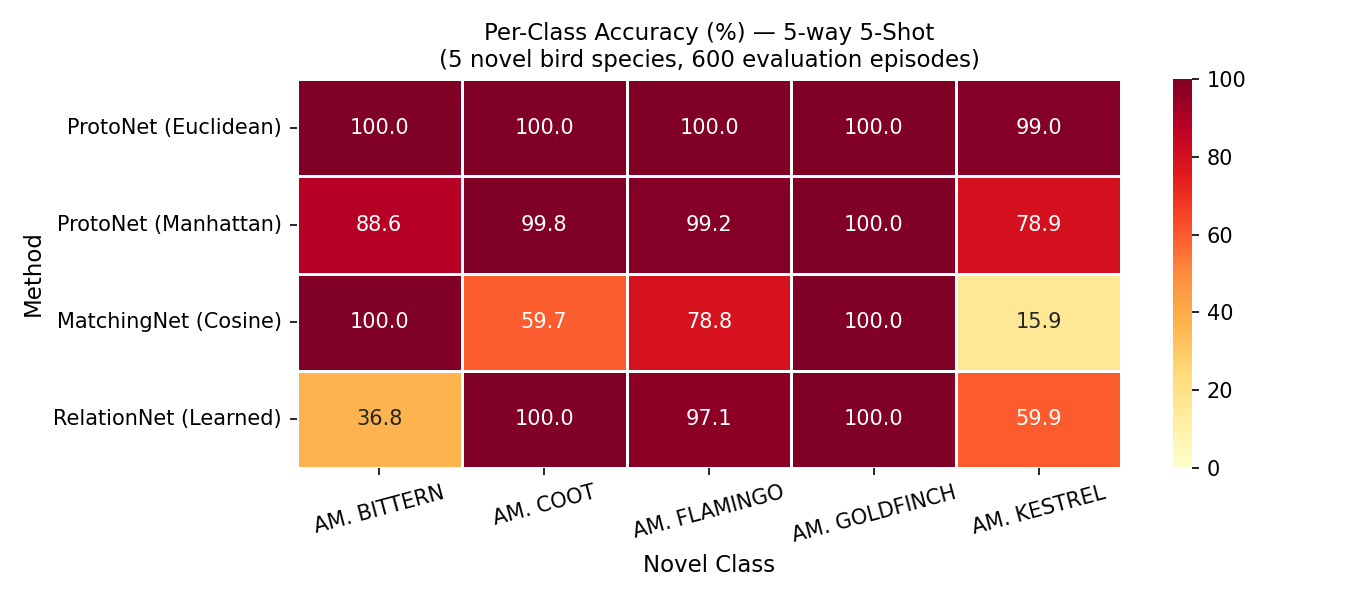 Per-Class Accuracy (%) — 5-way 5-Shot
(5 novel bird species, 600 evaluation episodes)
Method
ProtoNet (Euclidean) 100.0 100.0 100.0 100.0 99.0
ProtoNet (Manhattan) 88.6 99.8 99.2 100.0 78.9
MatchingNet (Cosine) 100.0 59.7 78.8 100.0 15.9
RelationNet (Learned) 36.8 100.0 97.1 100.0 59.9
AM. BITTERN AM. COOT AM. FLAMINGO AM. GOLDFINCH AM. KESTREL
Novel Class
100
80
60
40
20
0